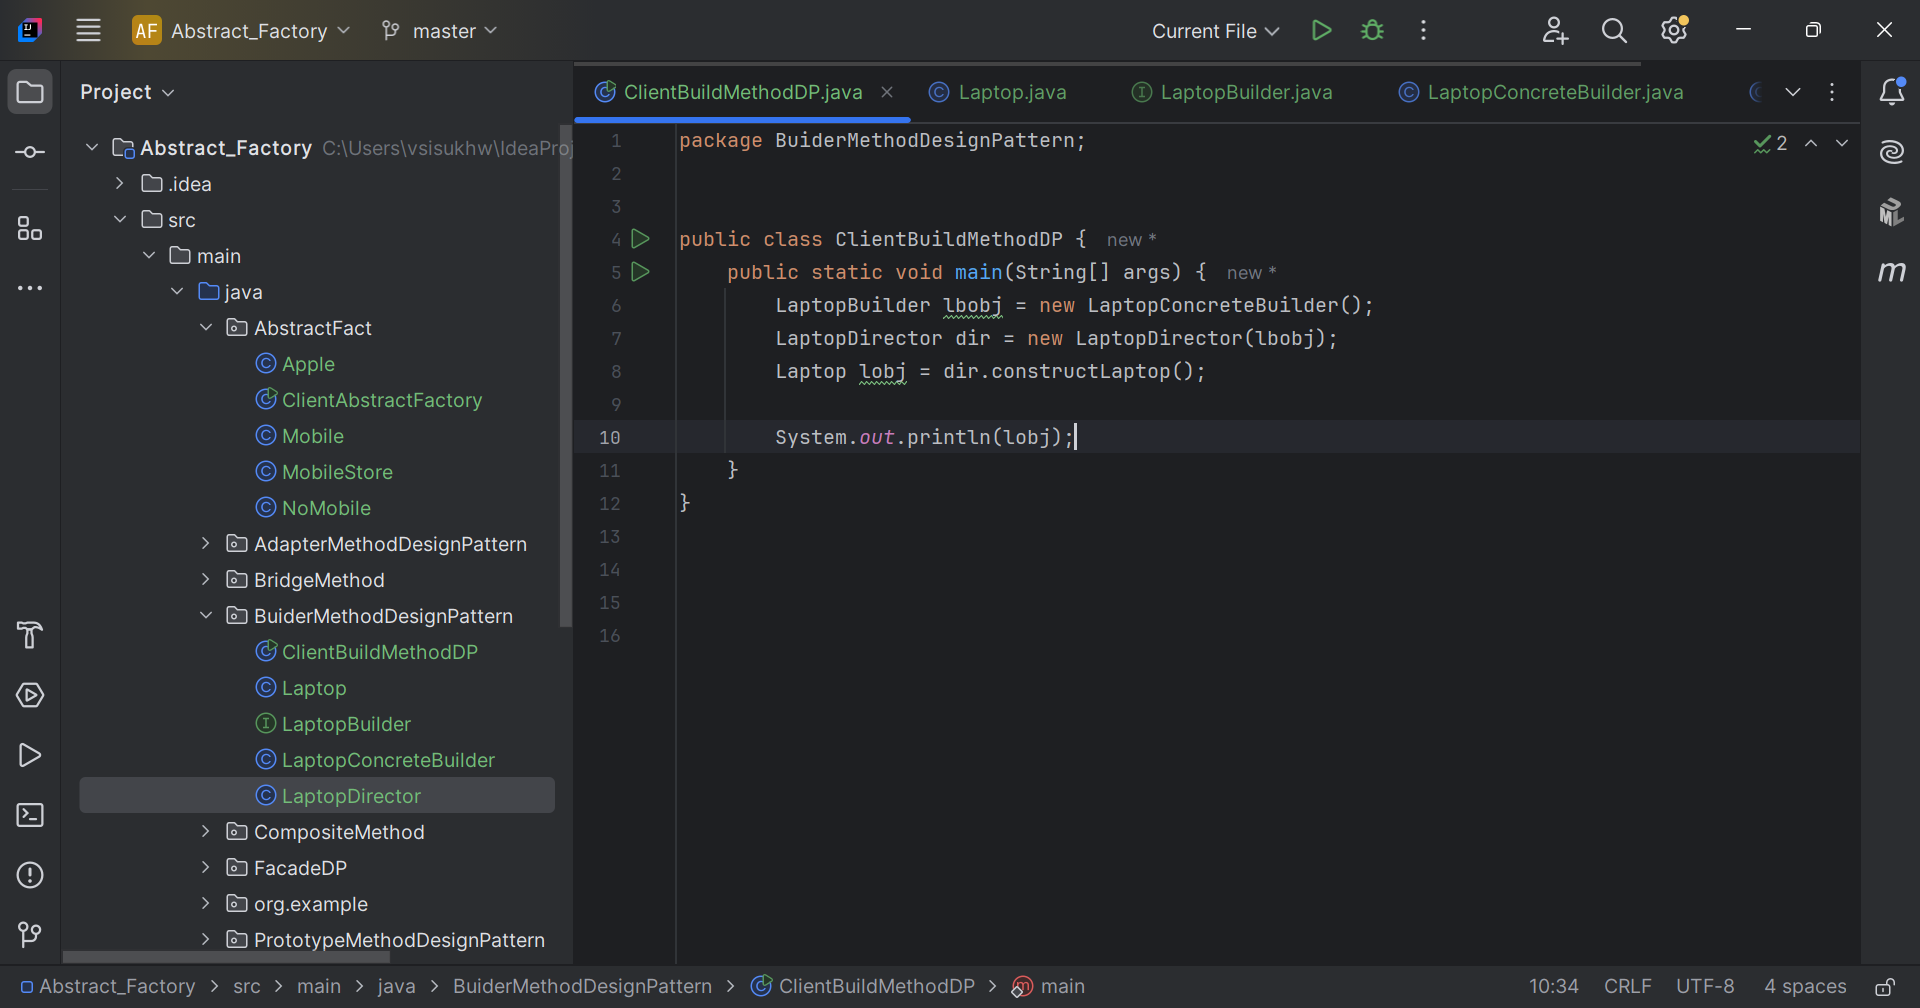 AF Abstract_Factory master Current File
Project
ClientBuildMethodDP.java Laptop.java LaptopBuilder.java LaptopConcreteBuilder.java
Abstract_Factory C:\Users\vsisukhw\IdeaProj
.idea
src
main
java
AbstractFact
Apple
ClientAbstractFactory
Mobile
MobileStore
NoMobile
AdapterMethodDesignPattern
BridgeMethod
BuiderMethodDesignPattern
ClientBuildMethodDP
Laptop
LaptopBuilder
LaptopConcreteBuilder
LaptopDirector
CompositeMethod
FacadeDP
org.example
PrototypeMethodDesignPattern
1 package BuiderMethodDesignPattern;
2
3
4 public class ClientBuildMethodDP { new *
5 public static void main(String[] args) { new *
6 LaptopBuilder lbobj = new LaptopConcreteBuilder();
7 LaptopDirector dir = new LaptopDirector(lbobj);
8 Laptop lobj = dir.constructLaptop();
9
10 System.out.println(lobj);
11 }
12 }
13
14
15
16
2
Abstract_Factory > src > main > java > BuiderMethodDesignPattern > ClientBuildMethodDP > main 10:34 CRLF UTF-8 4 spaces